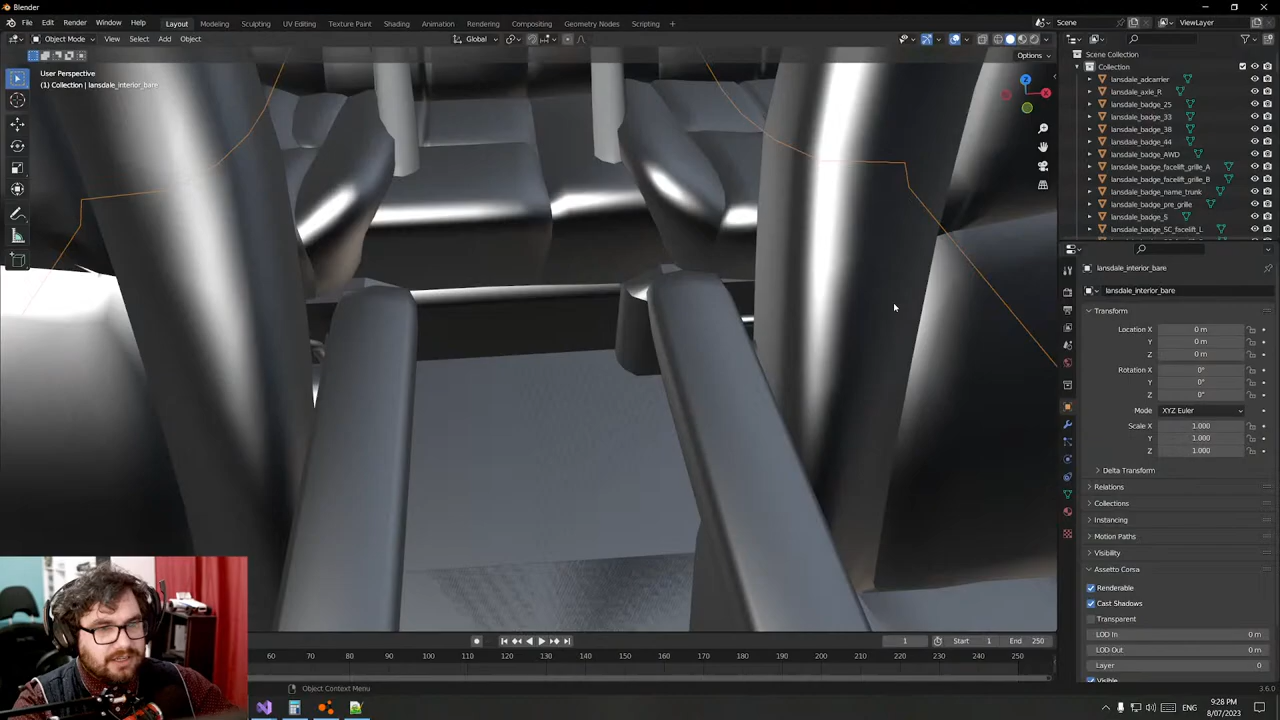 Blender
File Edit Render Window Help Layout Modeling Sculpting UV Editing Texture Paint Shading Animation Rendering Compositing Geometry Nodes Scripting + Scene ViewLayer
Object Mode View Select Add Object Global
Options
User Perspective
(1) Collection | lansdale_interior_bare
Z
X
Scene Collection
Collection
lansdale_adcarrier
lansdale_axle_R
lansdale_badge_25
lansdale_badge_33
lansdale_badge_38
lansdale_badge_44
lansdale_badge_AWD
lansdale_badge_facelift_grille_A
lansdale_badge_facelift_grille_B
lansdale_badge_name_trunk
lansdale_badge_pre_grille
lansdale_badge_S
lansdale_badge_SC_facelift_L
lansdale_interior_bare
lansdale_interior_bare
Transform
Location X 0 m
Y 0 m
Z 0 m
Rotation X 0°
Y 0°
Z 0°
Mode XYZ Euler
Scale X 1.000
Y 1.000
Z 1.000
Delta Transform
Relations
Collections
Instancing
Motion Paths
Visibility
Assetto Corsa
Renderable
Cast Shadows
Transparent
LOD In 0 m
LOD Out 0 m
Layer 0
Visible
1 Start 1 End 250
60 70 80 90 100 110 120 130 140 150 160 170 180 190 200 210 220 230 240 250
Object Context Menu
3.6.0
ENG
9:28 PM
8/07/2023